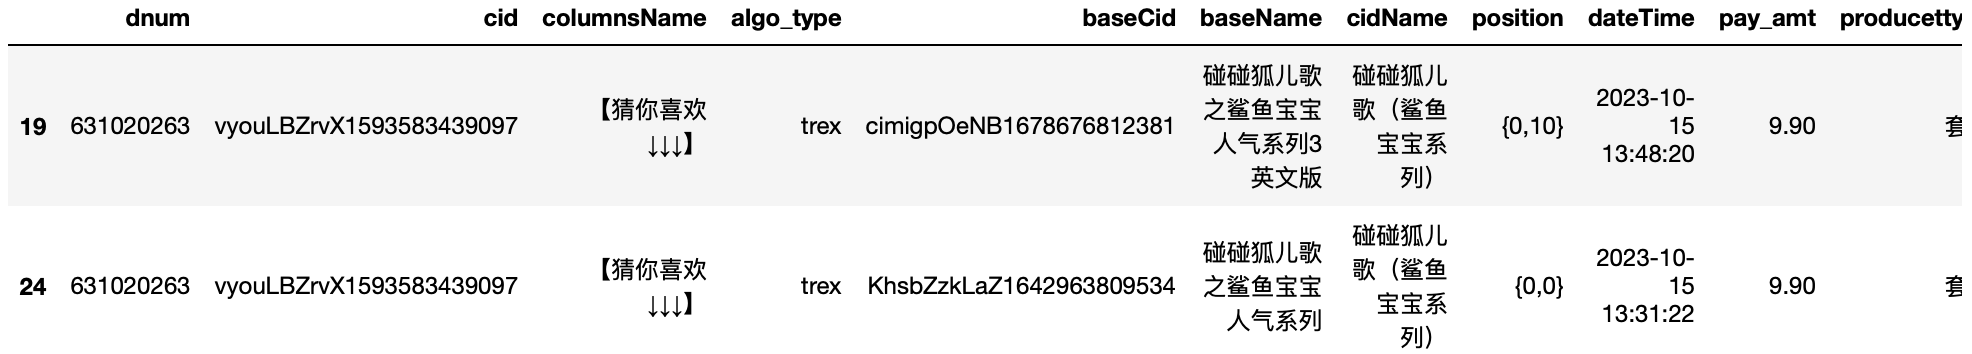 dnum cid columnsName algo_type baseCid baseName cidName position dateTime pay_amt producetty
19 631020263 vyouLBZrvX1593583439097 【猜你喜欢↓↓↓】 trex cimigpOeNB1678676812381 碰碰狐儿歌之鲨鱼宝宝人气系列3英文版 碰碰狐儿歌（鲨鱼宝宝系列） {0,10} 2023-10-15 13:48:20 9.90 套
24 631020263 vyouLBZrvX1593583439097 【猜你喜欢↓↓↓】 trex KhsbZzkLaZ1642963809534 碰碰狐儿歌之鲨鱼宝宝人气系列 碰碰狐儿歌（鲨鱼宝宝系列） {0,0} 2023-10-15 13:31:22 9.90 套